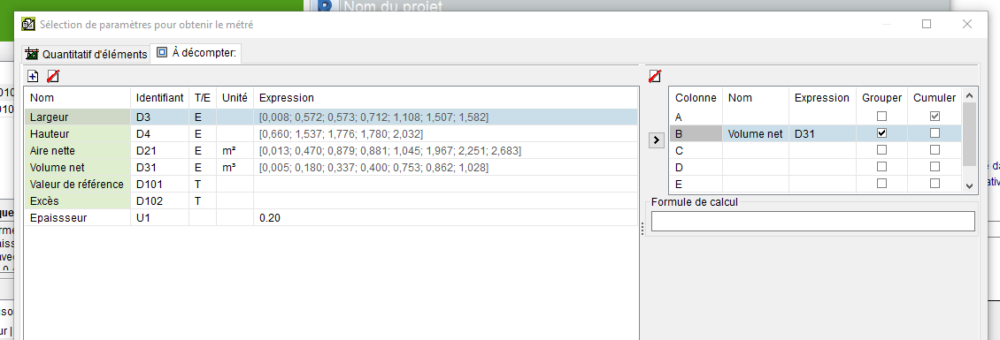 Nom du projet
Sélection de paramètres pour obtenir le métré
Quantitatif d'éléments À décompter:
Nom Identifiant T/E Unité Expression
Largeur D3 E [0,008; 0,572; 0,573; 0,712; 1,108; 1,507; 1,582]
Hauteur D4 E [0,660; 1,537; 1,776; 1,780; 2,032]
Aire nette D21 E m² [0,013; 0,470; 0,879; 0,881; 1,045; 1,967; 2,251; 2,683]
Volume net D31 E m³ [0,005; 0,180; 0,337; 0,400; 0,753; 0,862; 1,028]
Valeur de référence D101 T
Excès D102 T
Epaissseur U1 0.20
Colonne Nom Expression Grouper Cumuler
A
B Volume net D31
C
D
E
Formule de calcul